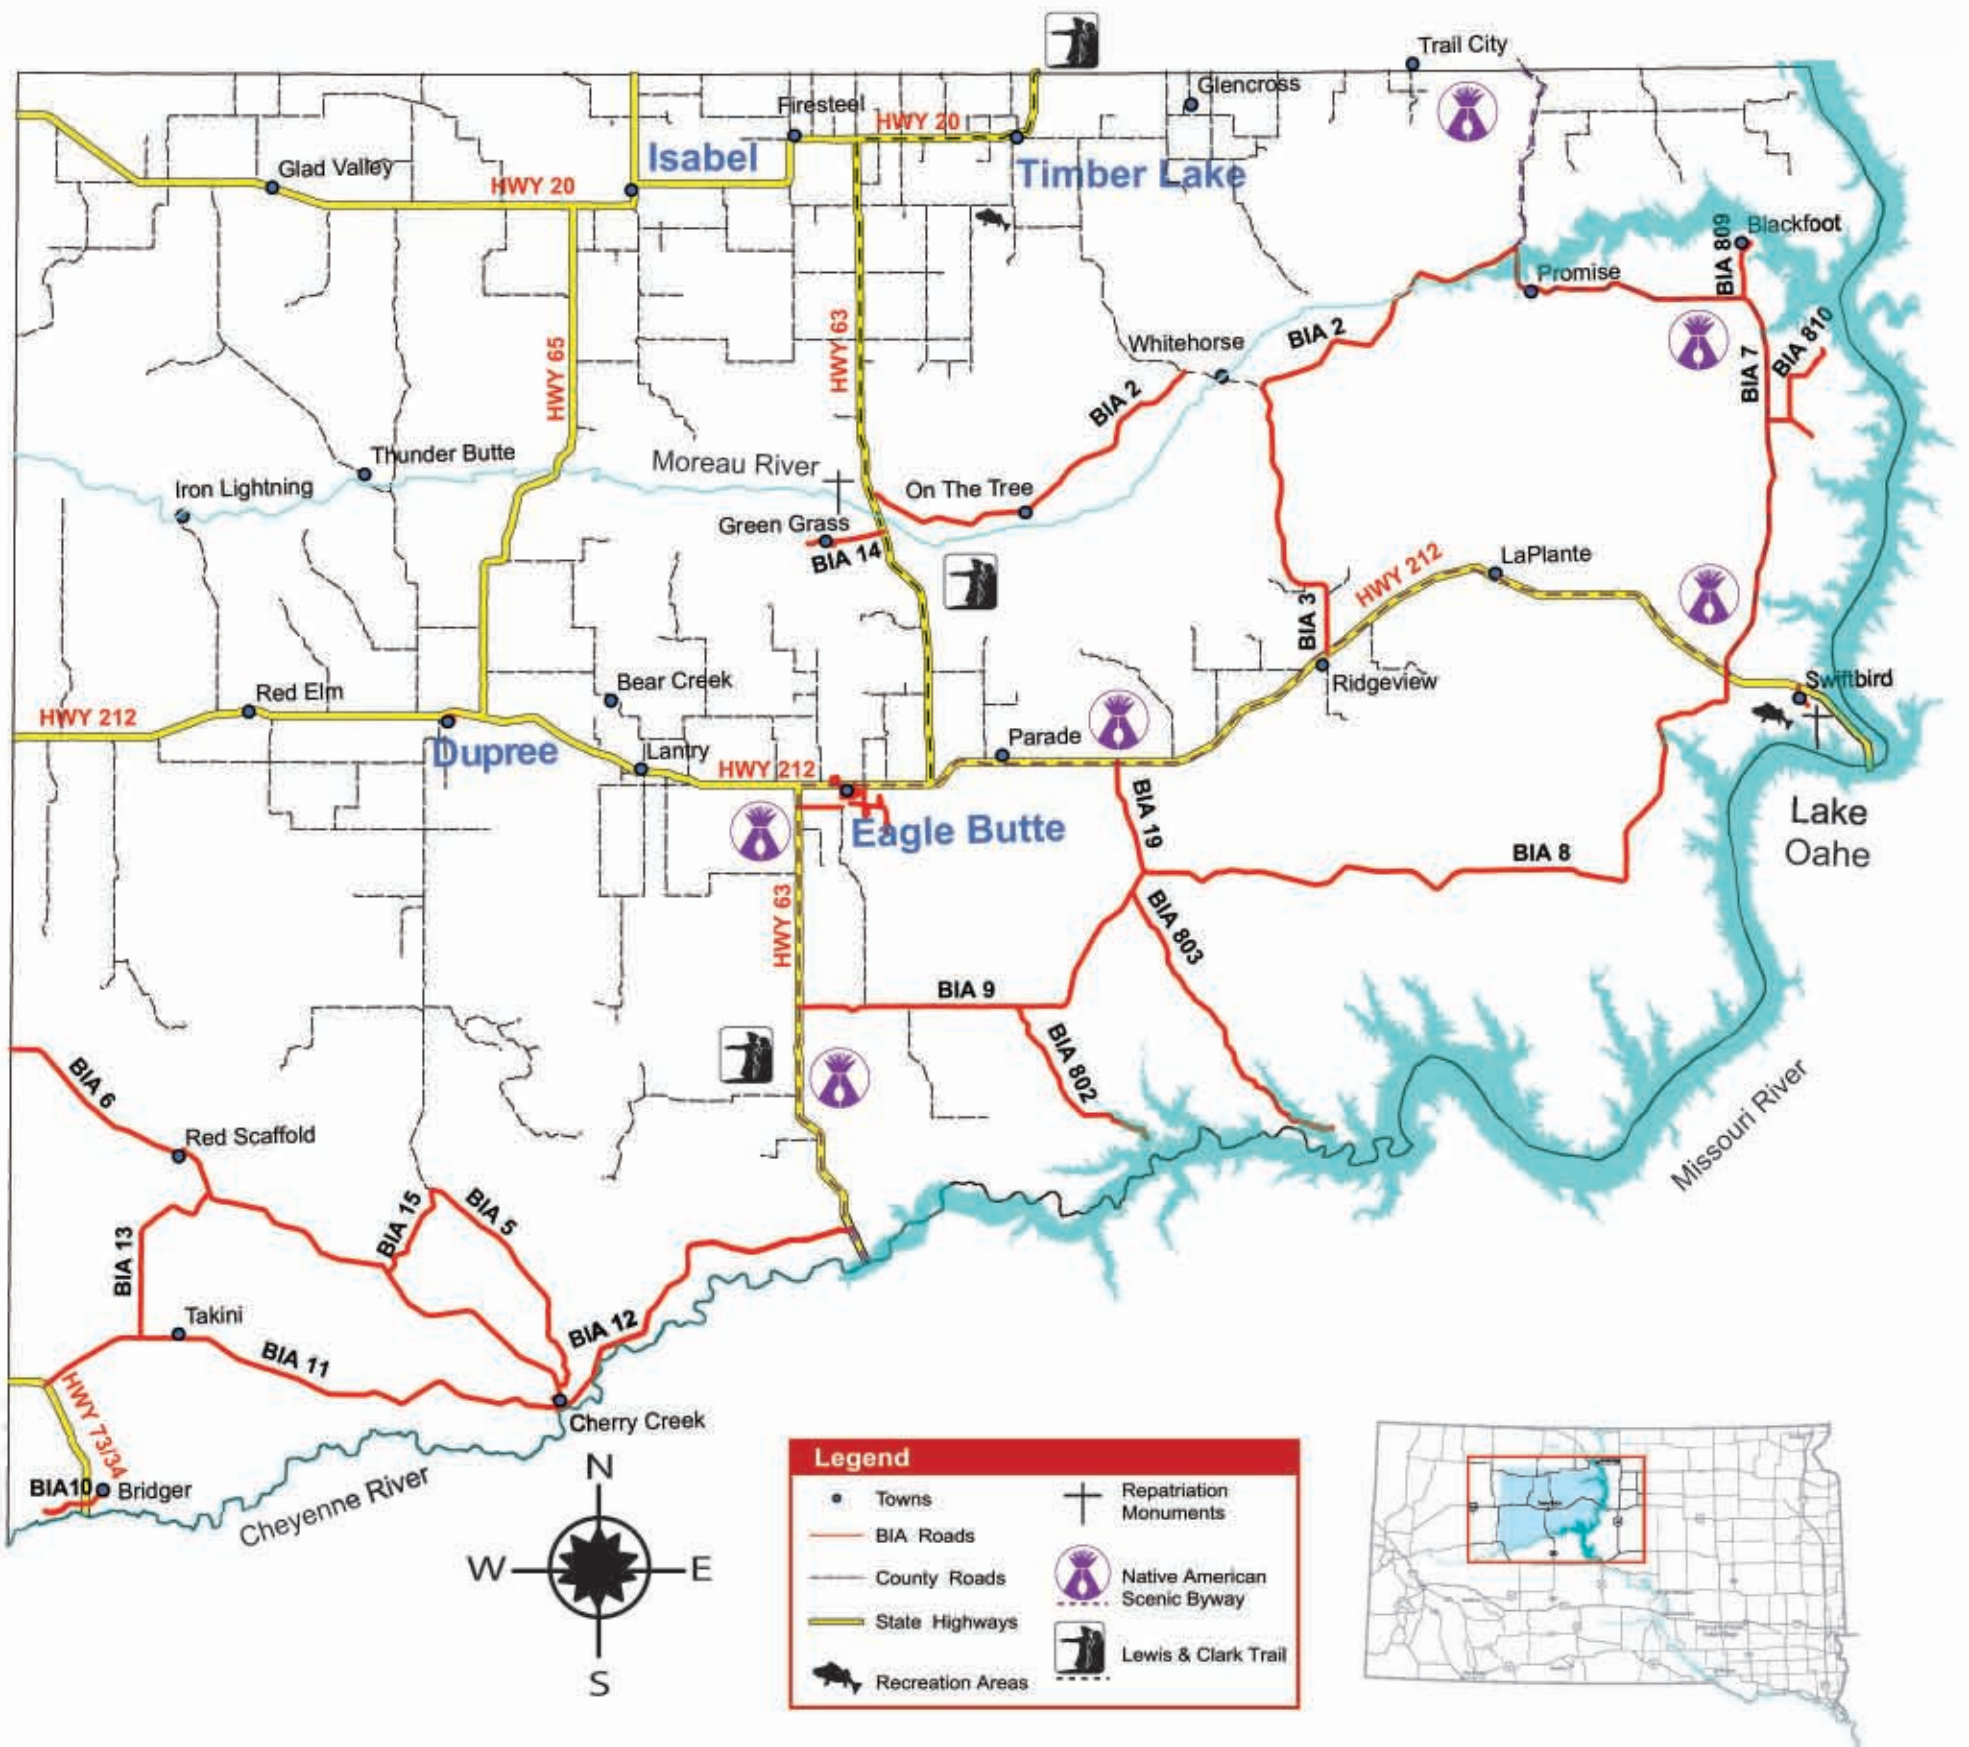 Trail City
Glencross
Firesteel
HWY 20
Isabel
Timber Lake
Glad Valley
HWY 20
BIA 809
Blackfoot
Promise
HWY 65
HWY 63
Whitehorse
BIA 2
BIA 7
BIA 810
BIA 2
Thunder Butte
Moreau River
Iron Lightning
On The Tree
Green Grass
BIA 14
HWY 212
LaPlante
BIA 3
Bear Creek
Ridgeview
Swiftbird
Red Elm
HWY 212
Dupree
Lantry
Parade
HWY 212
Eagle Butte
BIA 19
Lake
Oahe
BIA 8
HWY 63
BIA 803
BIA 9
BIA 802
BIA 6
Missouri River
Red Scaffold
BIA 15
BIA 5
BIA 13
Takini
BIA 12
BIA 11
HWY 73/34
Cherry Creek
BIA10
Bridger
Cheyenne River
N
W
E
S
Legend
Towns
BIA Roads
County Roads
State Highways
Recreation Areas
Repatriation
Monuments
Native American
Scenic Byway
Lewis & Clark Trail